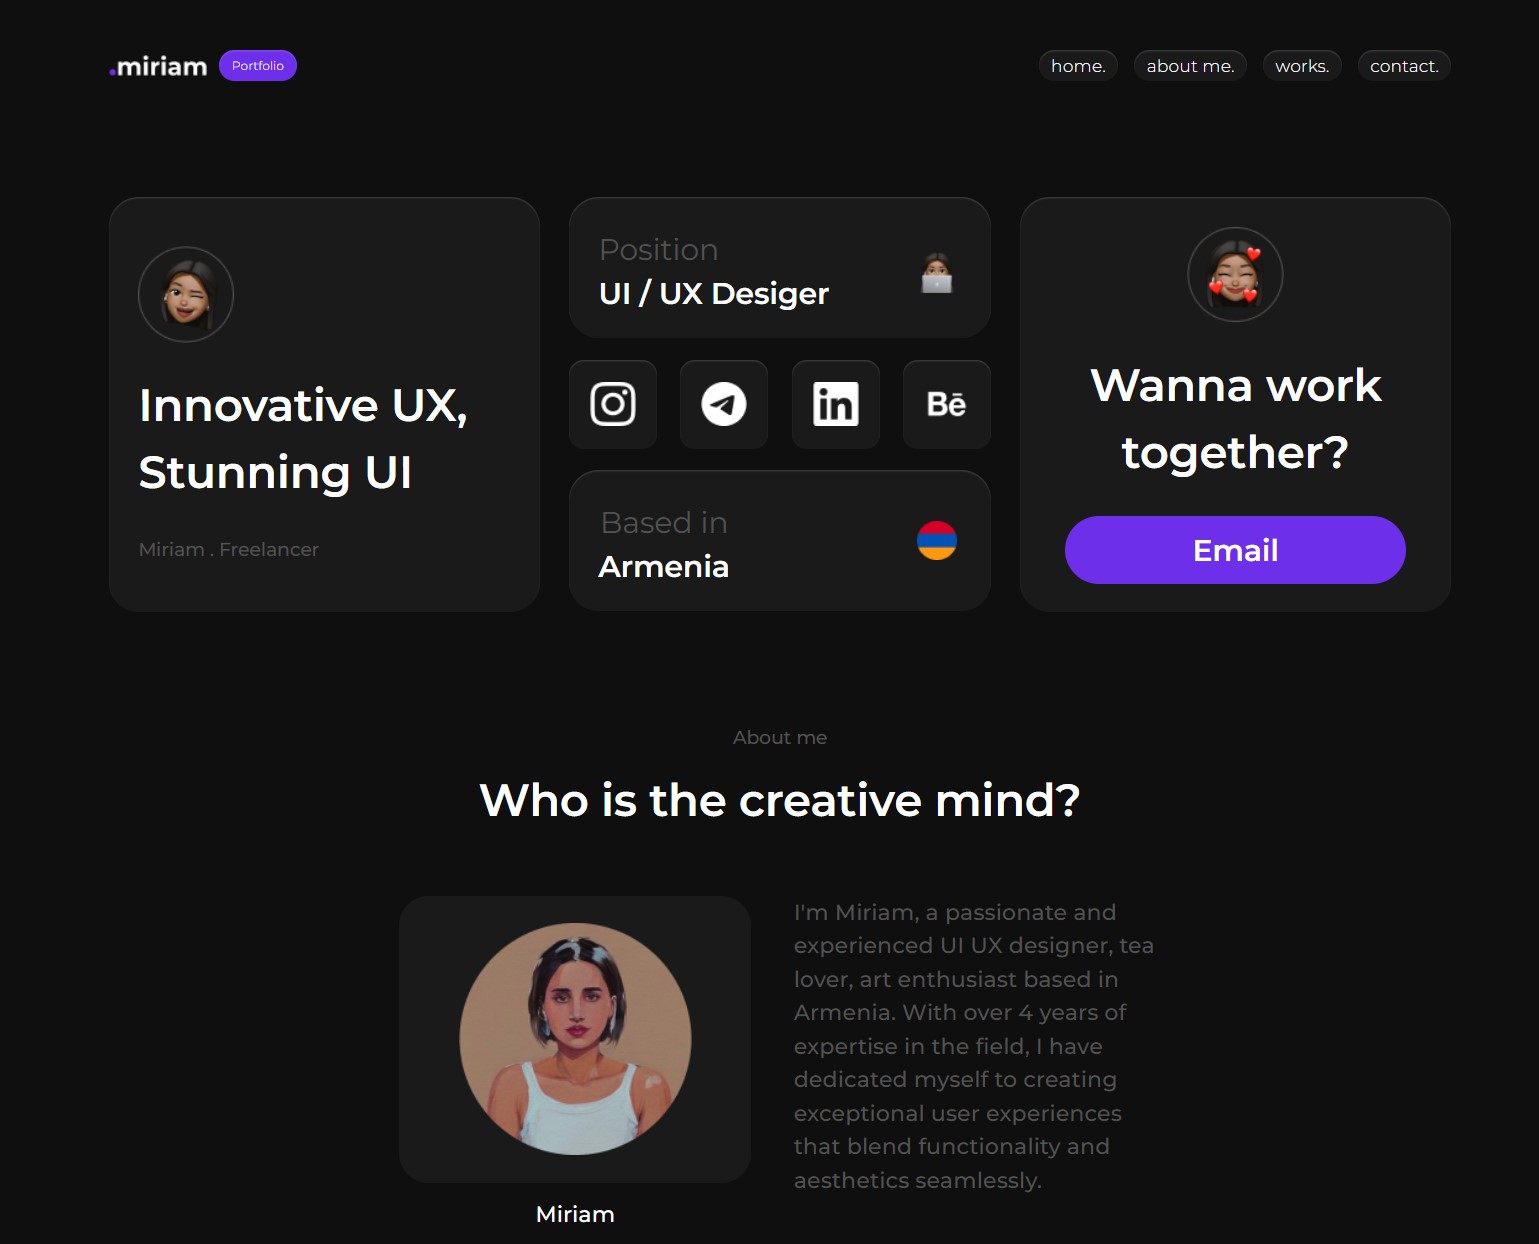 .miriam Portfolio
home. about me. works. contact.
Innovative UX,
Stunning UI
Miriam . Freelancer
Position
UI / UX Desiger
in
Bē
Based in
Armenia
Wanna work
together?
Email
About me
Who is the creative mind?
Miriam
I'm Miriam, a passionate and
experienced UI UX designer, tea
lover, art enthusiast based in
Armenia. With over 4 years of
expertise in the field, I have
dedicated myself to creating
exceptional user experiences
that blend functionality and
aesthetics seamlessly.